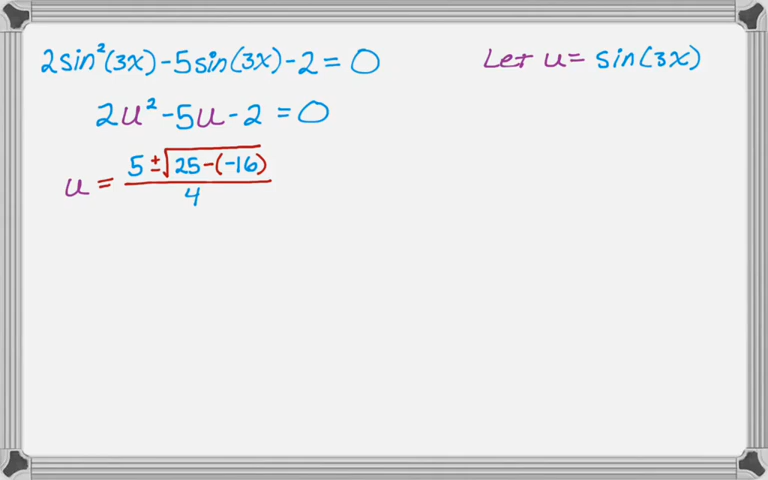 2sin²(3x)-5sin(3x)-2=0
Let u= sin(3x)
2u²-5u-2=0
u = (5±√(25-(-16)))/4